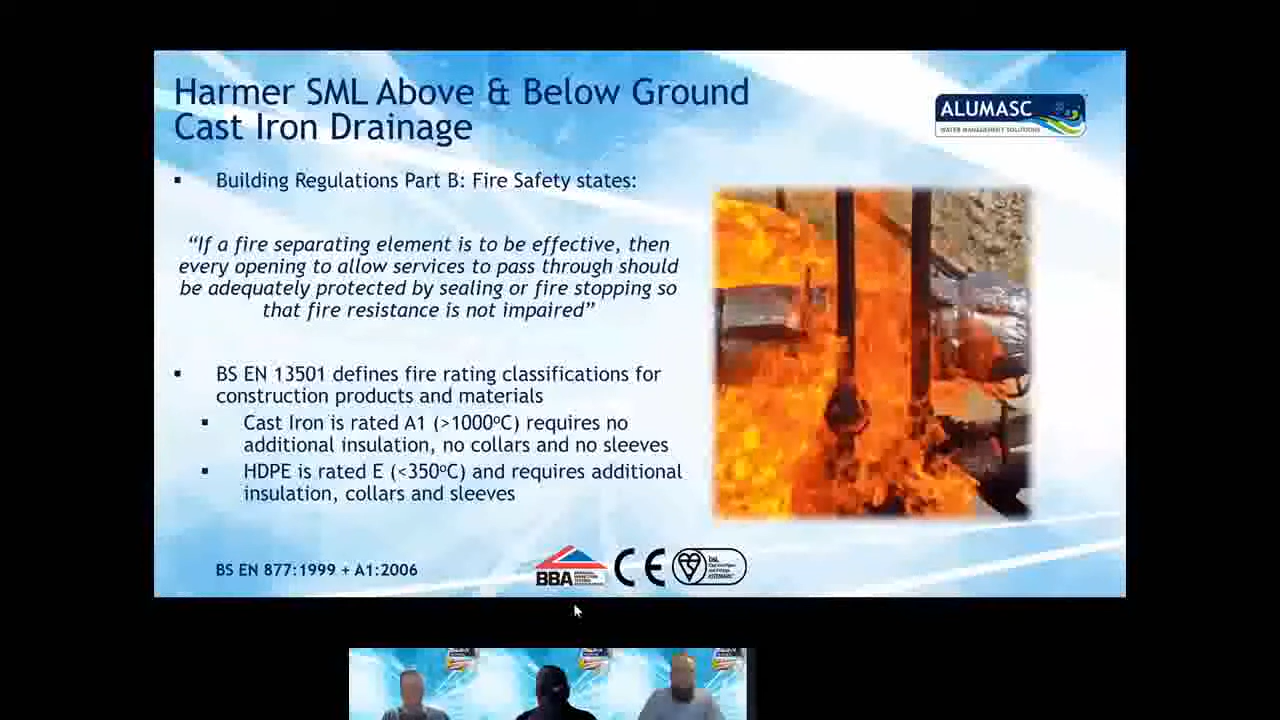 Harmer SML Above & Below Ground
Cast Iron Drainage
ALUMASC
WATER MANAGEMENT SOLUTIONS
▪ Building Regulations Part B: Fire Safety states:
“If a fire separating element is to be effective, then
every opening to allow services to pass through should
be adequately protected by sealing or fire stopping so
that fire resistance is not impaired”
▪ BS EN 13501 defines fire rating classifications for
construction products and materials
▪ Cast Iron is rated A1 (>1000ºC) requires no
additional insulation, no collars and no sleeves
▪ HDPE is rated E (<350ºC) and requires additional
insulation, collars and sleeves
BS EN 877:1999 + A1:2006
BBA
CE